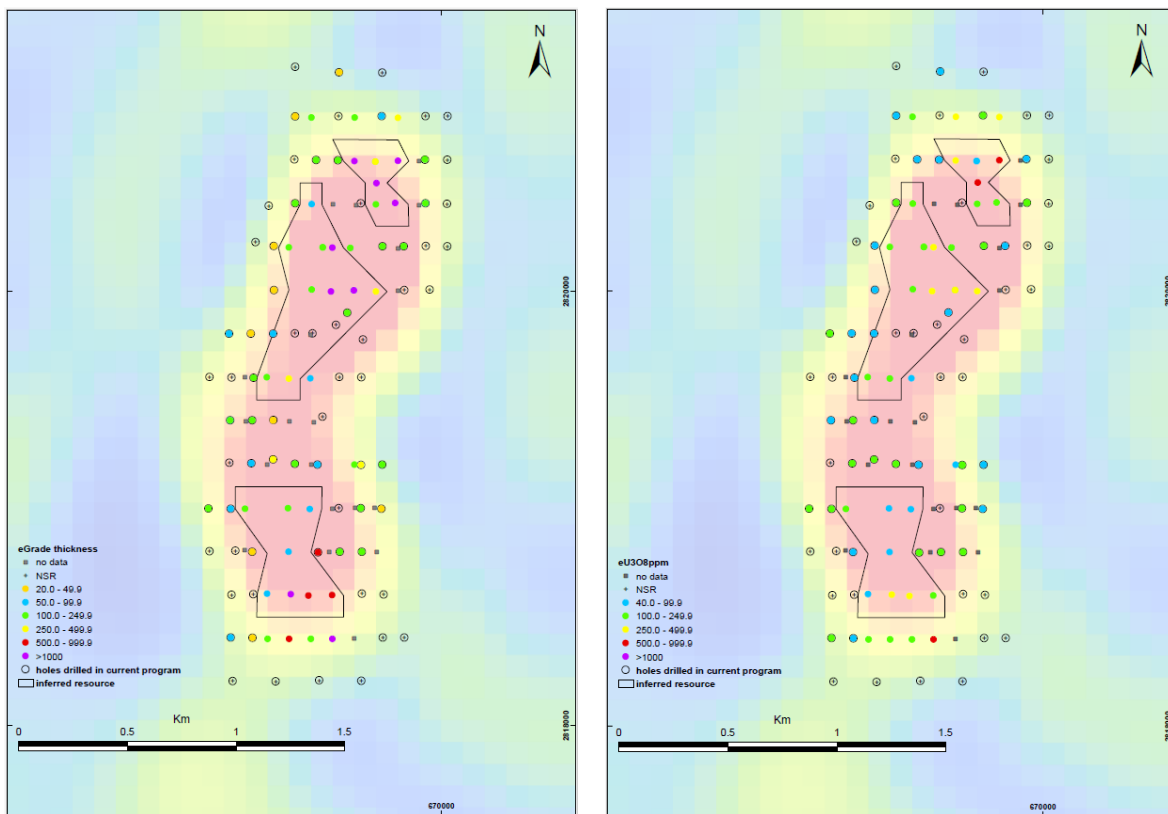 N
2820000
eGrade thickness
no data
NSR
20.0 - 49.9
50.0 - 99.9
100.0 - 249.9
250.0 - 499.9
500.0 - 999.9
>1000
holes drilled in current program
inferred resource
Km
0 0.5 1 1.5
2818000
670000
N
2820000
eU3O8ppm
no data
NSR
40.0 - 99.9
100.0 - 249.9
250.0 - 499.9
500.0 - 999.9
>1000
holes drilled in current program
inferred resource
Km
0 0.5 1 1.5
2818000
670000